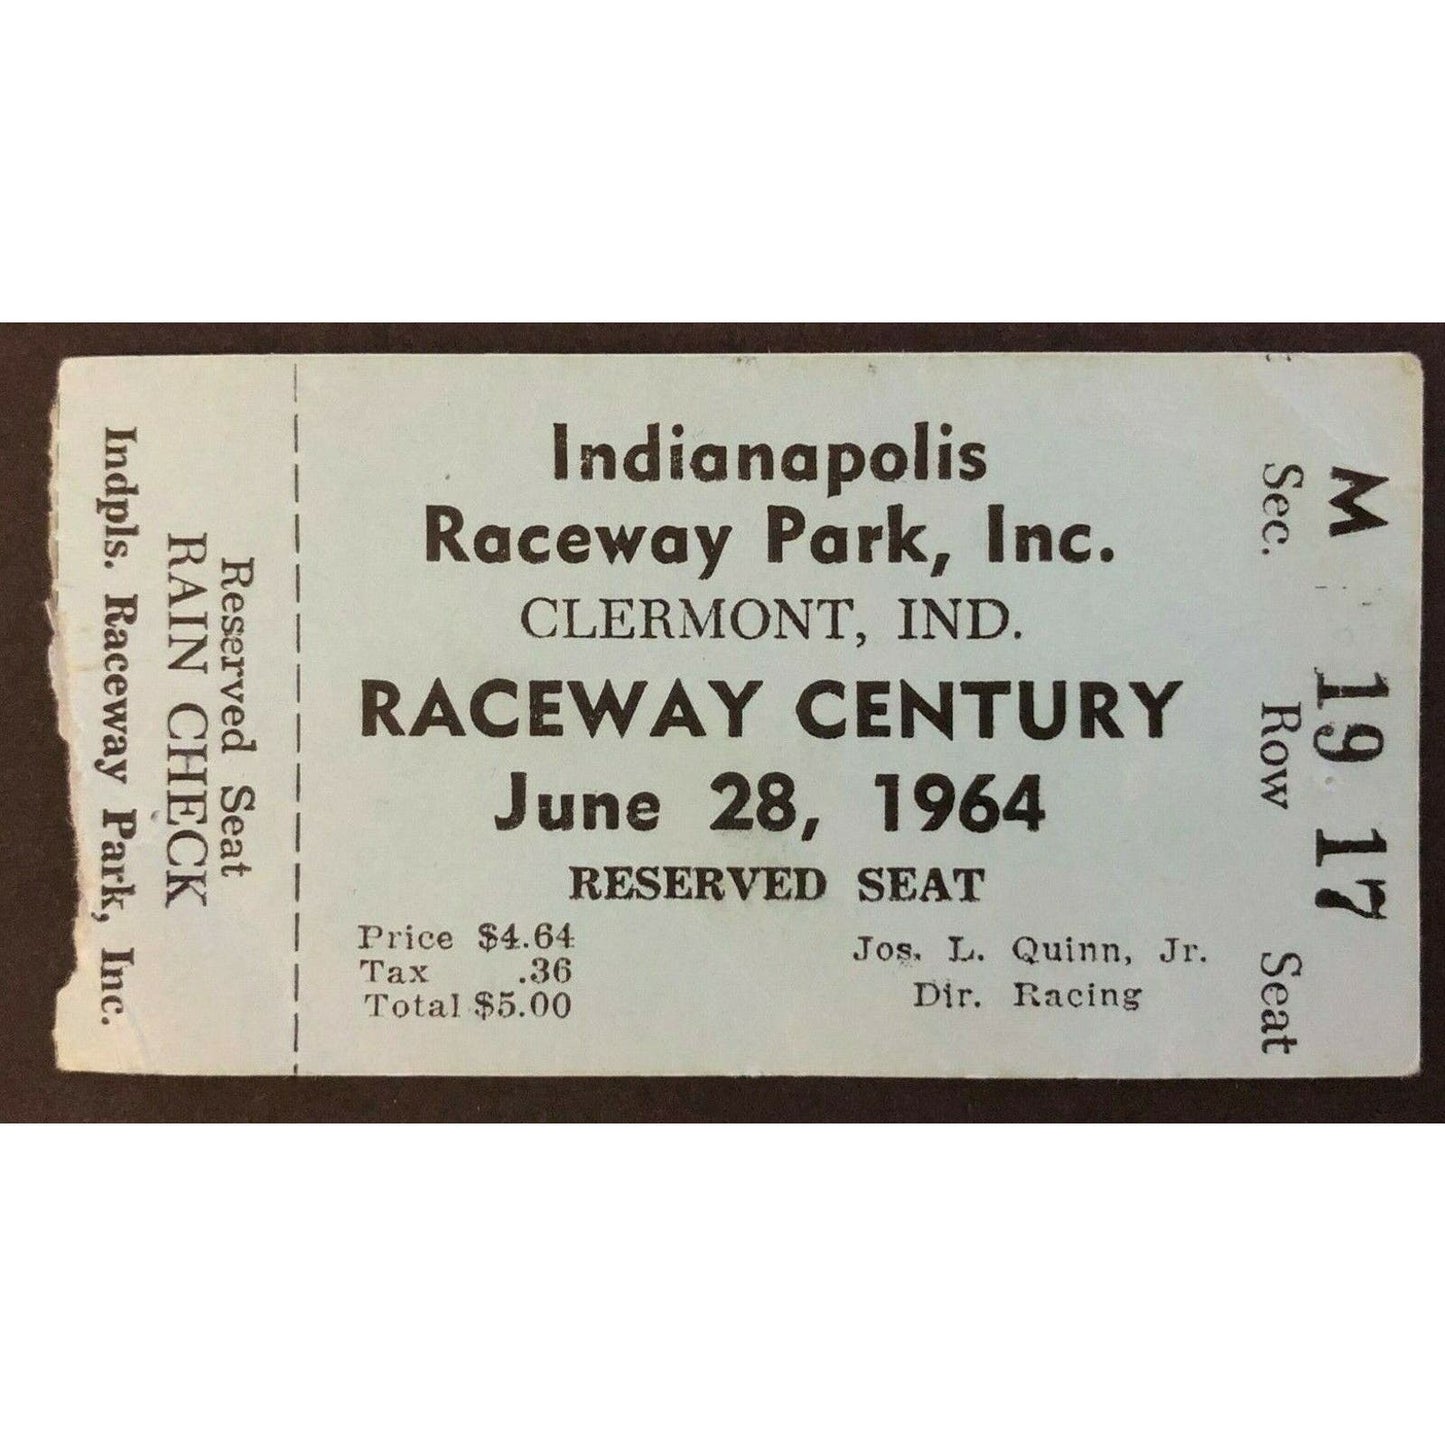 Indpls. Raceway Park, Inc.
RAIN CHECK
Reserved Seat
Indianapolis
Raceway Park, Inc.
CLERMONT, IND.
RACEWAY CENTURY
June 28, 1964
RESERVED SEAT
Price $4.64
Tax .36
Total $5.00
Jos. L. Quinn, Jr.
Dir. Racing
M 19 17
Sec. Row Seat